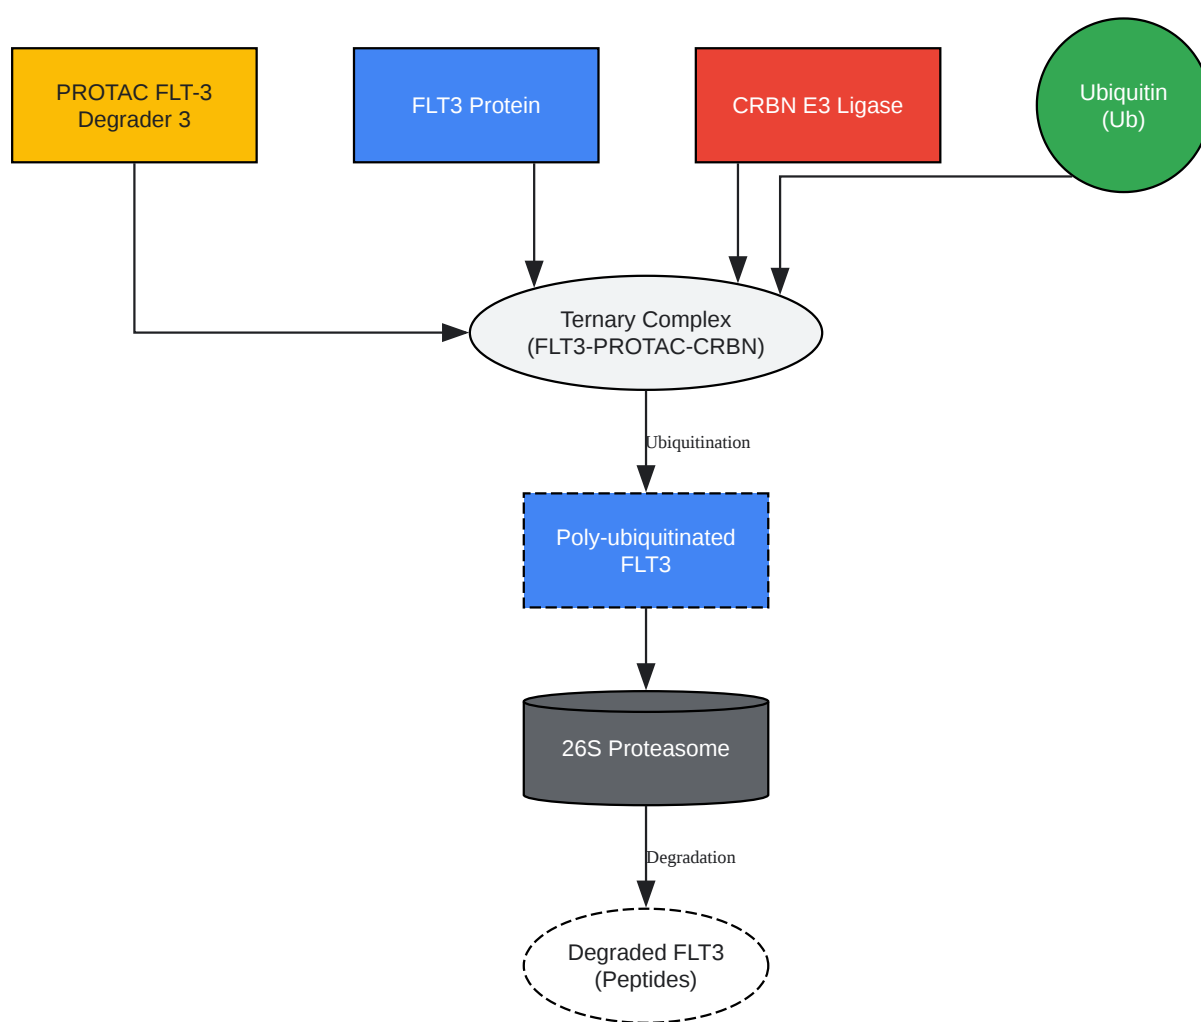 PROTAC FLT-3
Degrader 3
FLT3 Protein
CRBN E3 Ligase
Ubiquitin
(Ub)
Ternary Complex
(FLT3-PROTAC-CRBN)
Ubiquitination
Poly-ubiquitinated
FLT3
26S Proteasome
Degradation
Degraded FLT3
(Peptides)